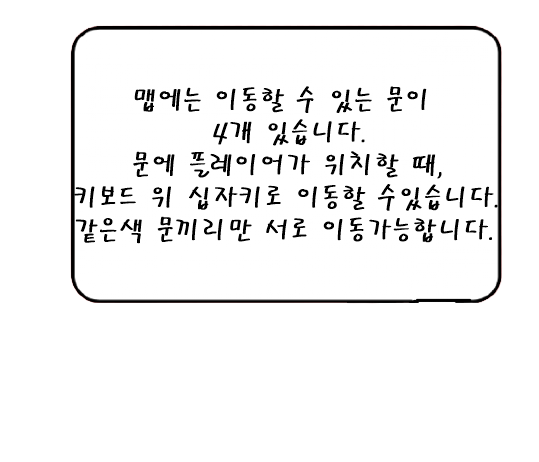 맵에는 이동할 수 있는 문이
4개 있습니다.
문에 플레이어가 위치할 때,
키보드 위 십자키로 이동할 수있습니다.
같은색 문끼리만 서로 이동가능합니다.